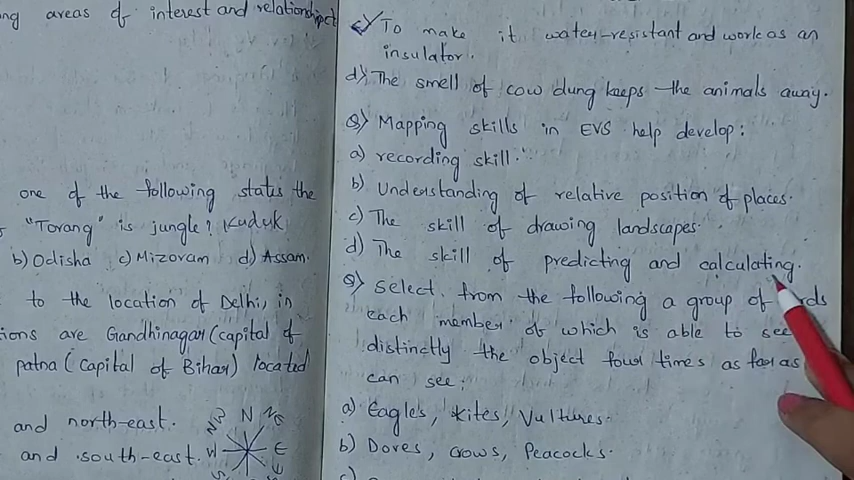 ng areas of interest and relationship
one of the following states the
"Torang" is jungle? Kuduk
b) Odisha c) Mizoram d) Assam.
to the location of Delhi, in
ions are Gandhinagar (capital of
patna (Capital of Bihar) located
and north-east.
and south-east.
NW N NE
W E
c) To make it water-resistant and work as an
insulator.
d) The smell of cow dung keeps the animals away.
Q) Mapping skills in EVS help develop:
a) recording skill.
b) Understanding of relative position of places.
c) The skill of drawing landscapes.
d) The skill of predicting and calculating.
Q) Select from the following a group of
each member of which is able to see
distinctly the object four times as far as
can see:
a) Eagles, kites, Vultures.
b) Doves, crows, Peacocks.